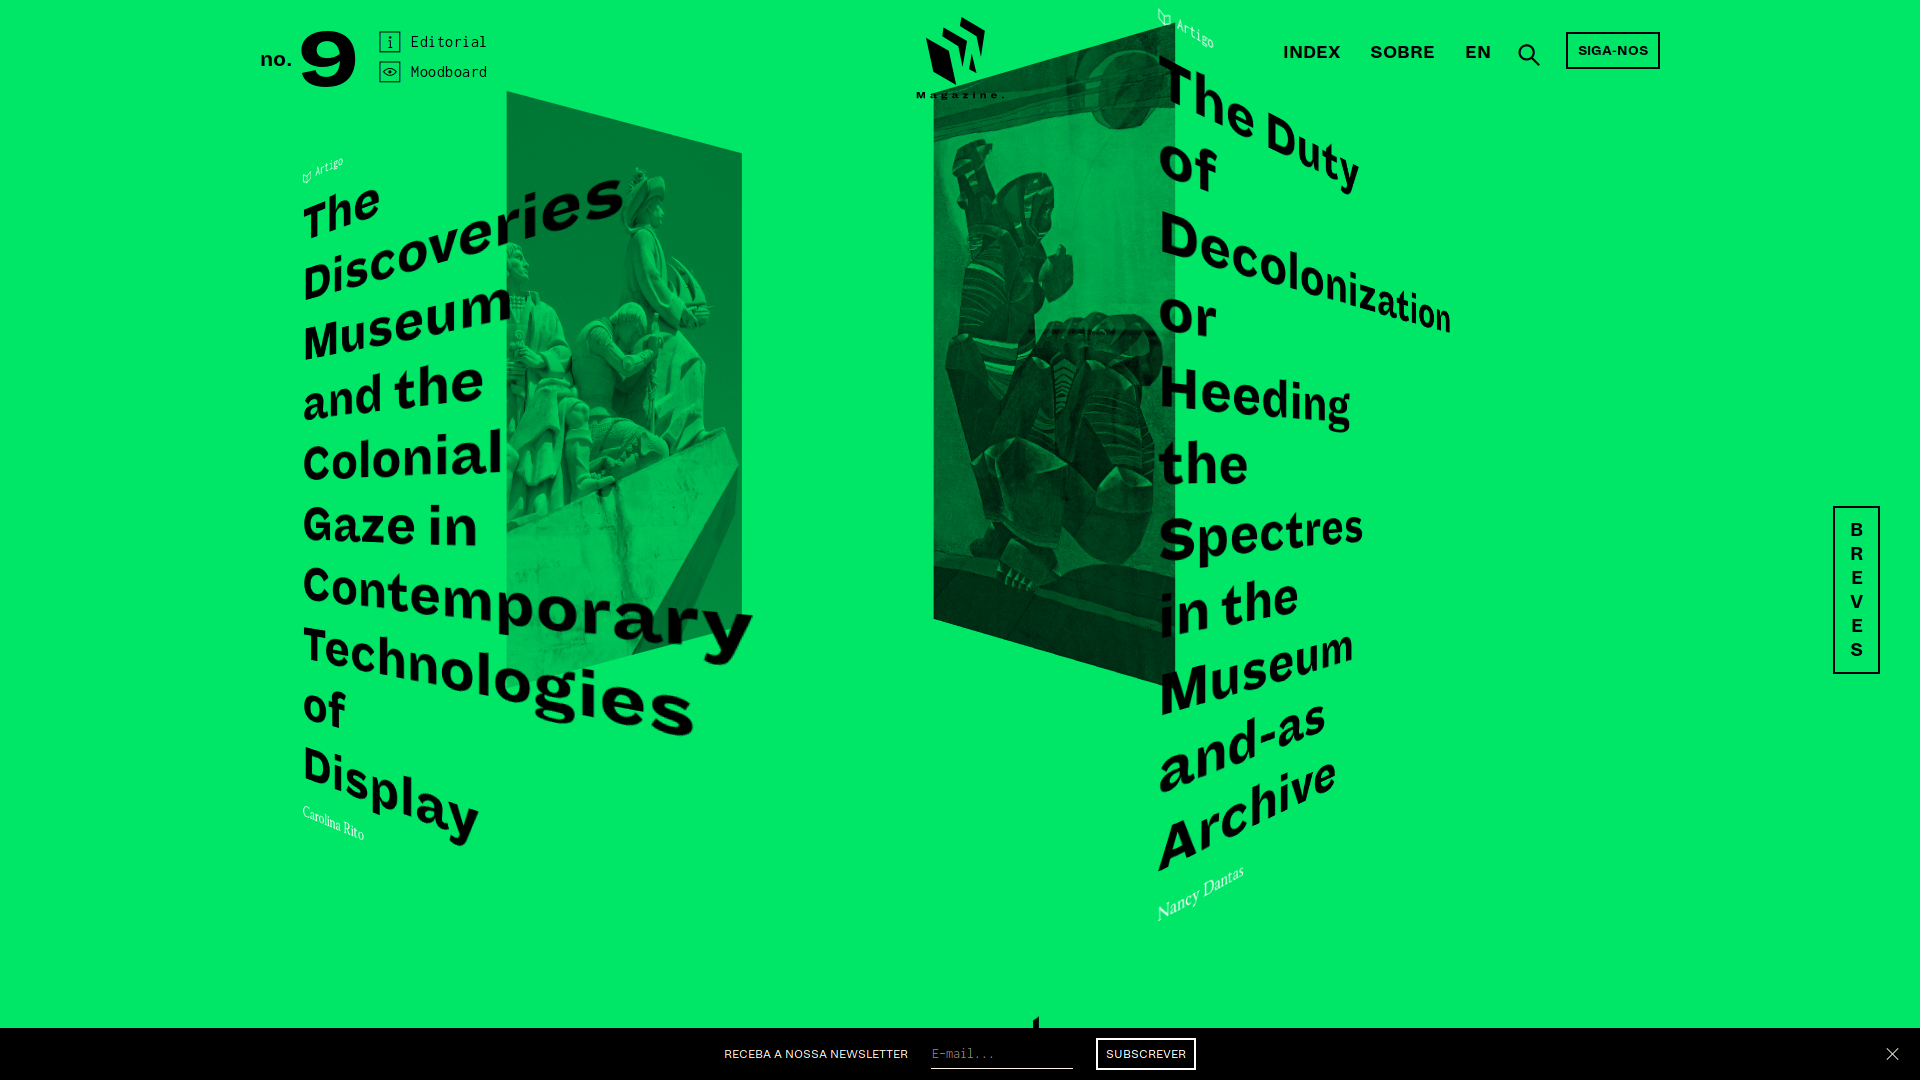 no. 9
Editorial
Moodboard
Magazine.
INDEX
SOBRE
EN
SIGA-NOS
Artigo
The
Discoveries
Museum
and the
Colonial
Gaze in
Contemporary
Technologies
of
Display
Carolina Rito
Artigo
The Duty
of
Decolonization
or
Heeding
the
Spectres
in the
Museum
and-as
Archive
Nancy Dantas
BREVES
RECEBA A NOSSA NEWSLETTER
E-mail...
SUBSCREVER